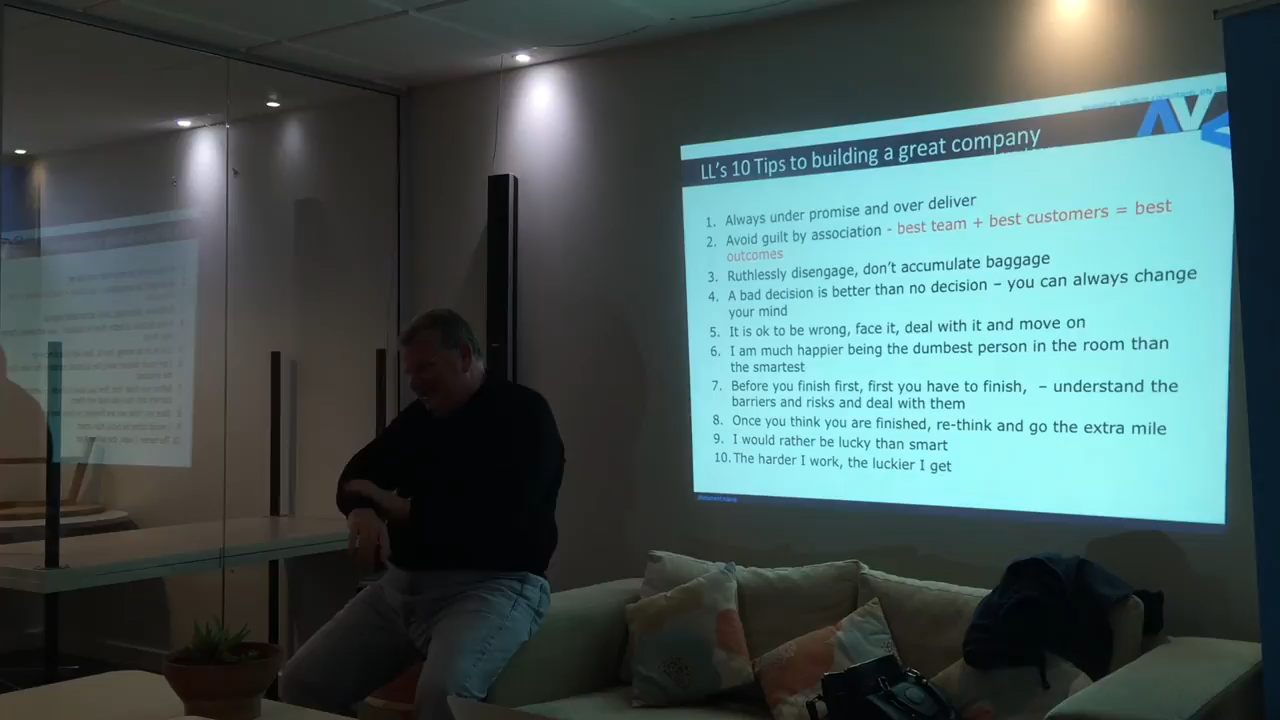 LL's 10 Tips to building a great company
1. Always under promise and over deliver
2. Avoid guilt by association - best team + best customers = best
outcomes
3. Ruthlessly disengage, don't accumulate baggage
4. A bad decision is better than no decision – you can always change
your mind
5. It is ok to be wrong, face it, deal with it and move on
6. I am much happier being the dumbest person in the room than
the smartest
7. Before you finish first, first you have to finish, – understand the
barriers and risks and deal with them
8. Once you think you are finished, re-think and go the extra mile
9. I would rather be lucky than smart
10. The harder I work, the luckier I get